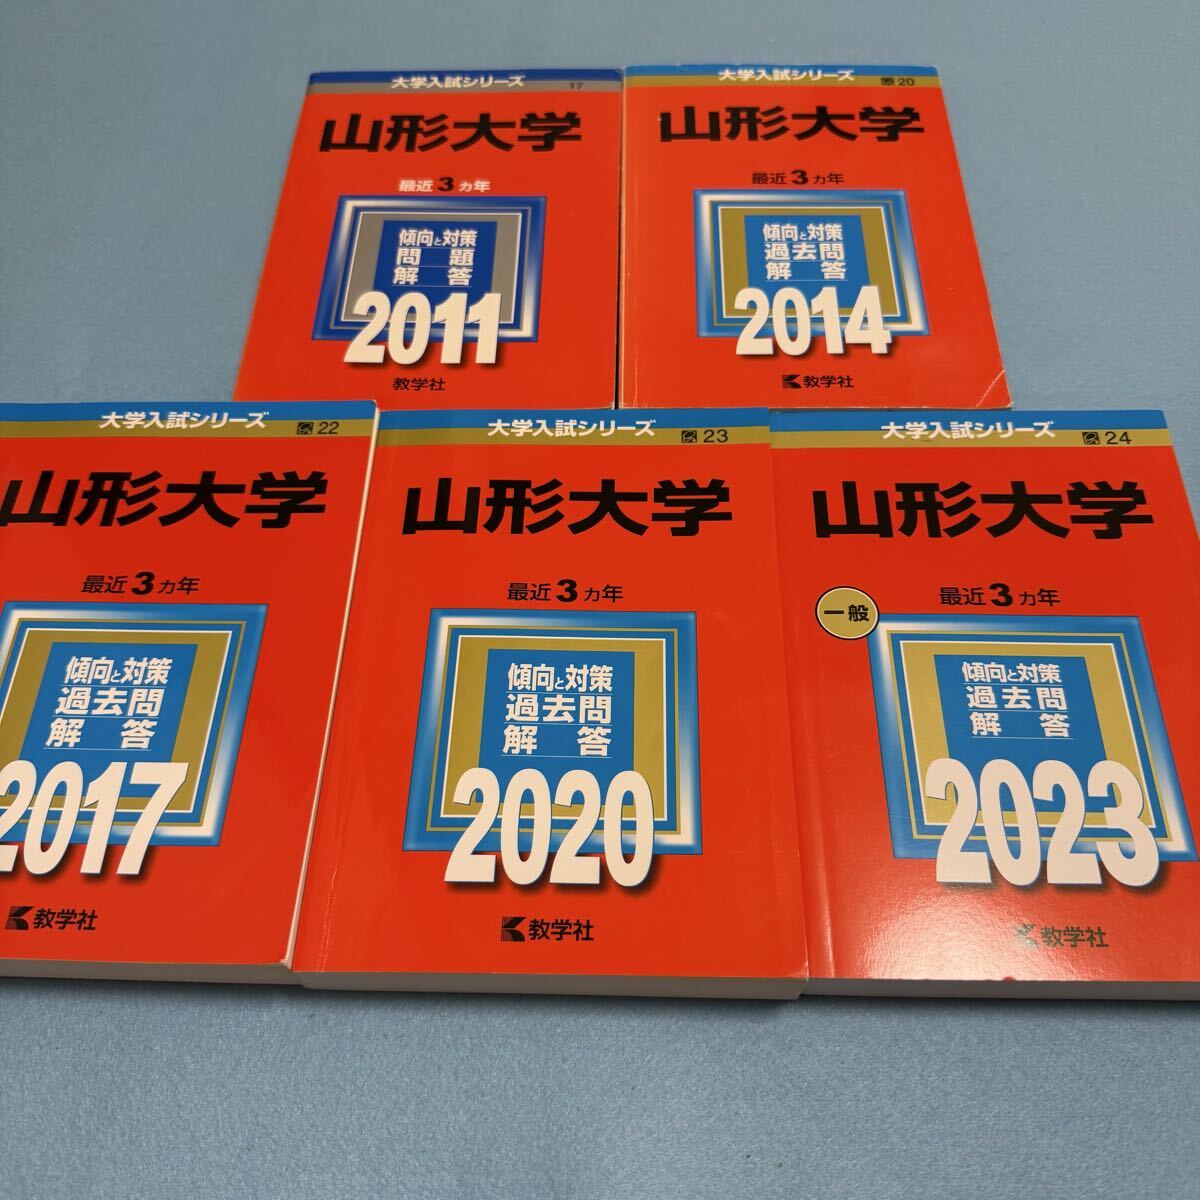 大学入試シリーズ
17
山形大学
最近3ヵ年
傾向と対策
問題
解答
2011
教学社
大学入試シリーズ
20
山形大学
最近3ヵ年
傾向と対策
過去問
解答
2014
教学社
大学入試シリーズ
22
山形大学
最近3ヵ年
傾向と対策
過去問
解答
2017
教学社
大学入試シリーズ
23
山形大学
最近3ヵ年
傾向と対策
過去問
解答
2020
教学社
大学入試シリーズ
24
山形大学
最近3ヵ年
一般
傾向と対策
過去問
解答
2023
教学社